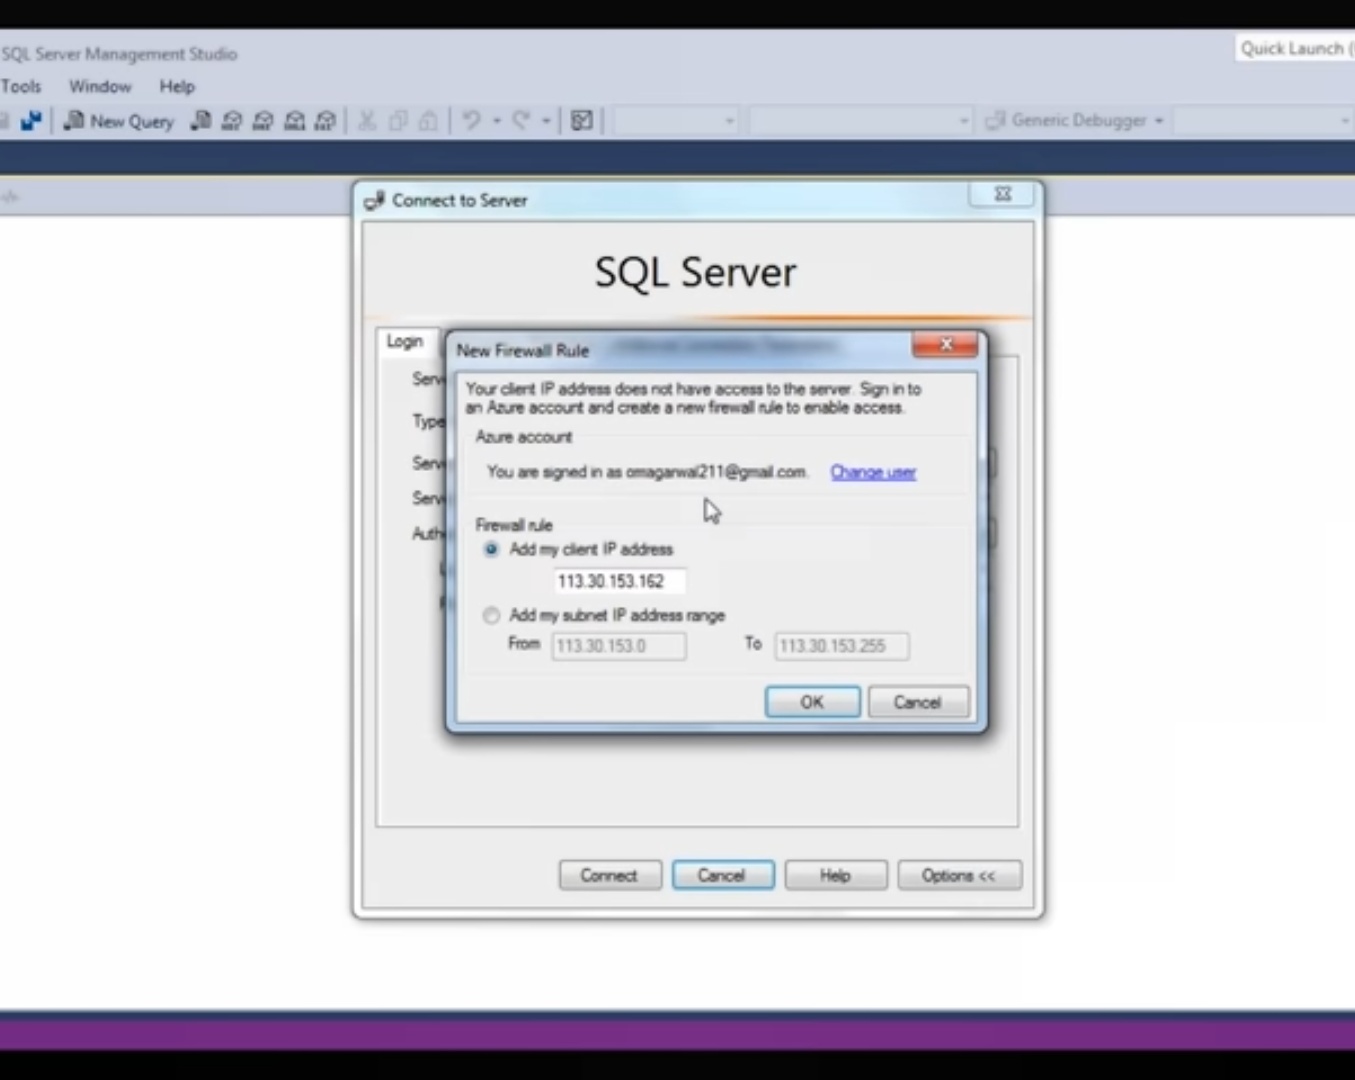 SQL Server Management Studio
Quick Launch (
Tools Window Help
New Query
Generic Debugger
Connect to Server
SQL Server
Login
New Firewall Rule
Serv
Your client IP address does not have access to the server. Sign in to
an Azure account and create a new firewall rule to enable access.
Type
Azure account
Serv
You are signed in as omagarwal211@gmail.com. Change user
Serv
Firewall rule
Auth
Add my client IP address
113.30.153.162
Add my subnet IP address range
From 113.30.153.0 To 113.30.153.255
OK Cancel
Connect Cancel Help Options <<